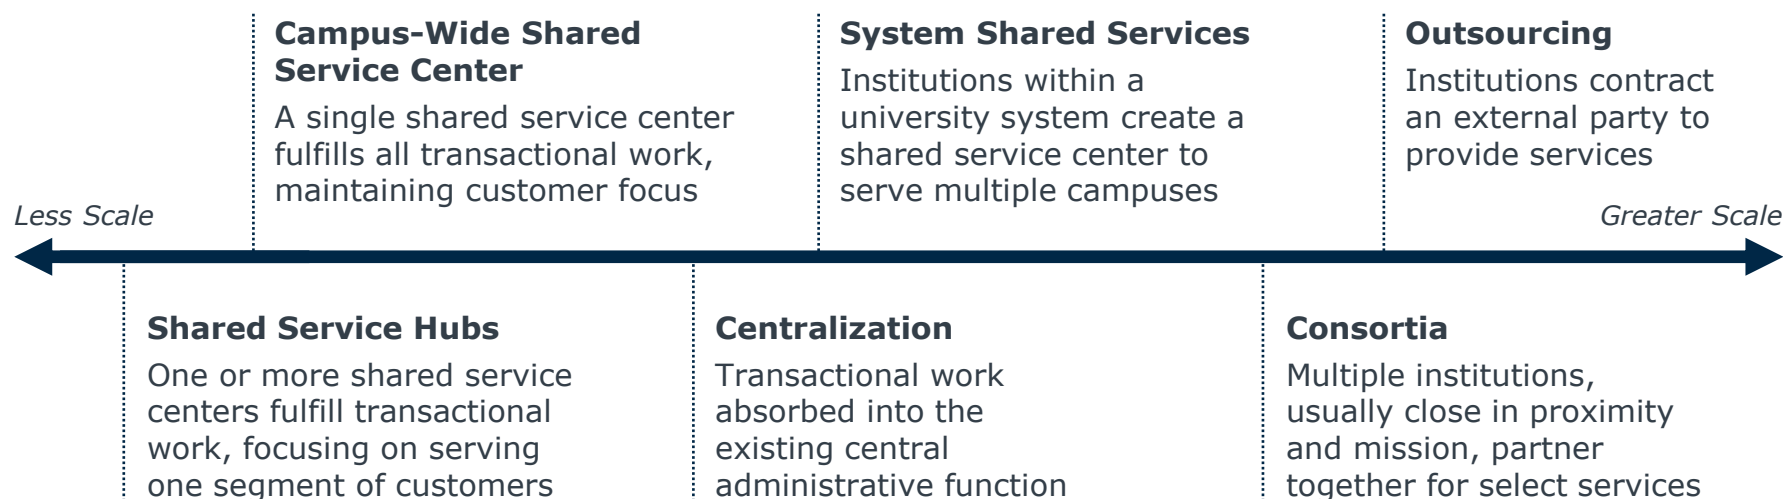 Campus-Wide Shared
Service Center
A single shared service center
fulfills all transactional work,
maintaining customer focus
System Shared Services
Institutions within a
university system create a
shared service center to
serve multiple campuses
Outsourcing
Institutions contract
an external party to
provide services
Less Scale
Greater Scale
Shared Service Hubs
One or more shared service
centers fulfill transactional
work, focusing on serving
one segment of customers
Centralization
Transactional work
absorbed into the
existing central
administrative function
Consortia
Multiple institutions,
usually close in proximity
and mission, partner
together for select services